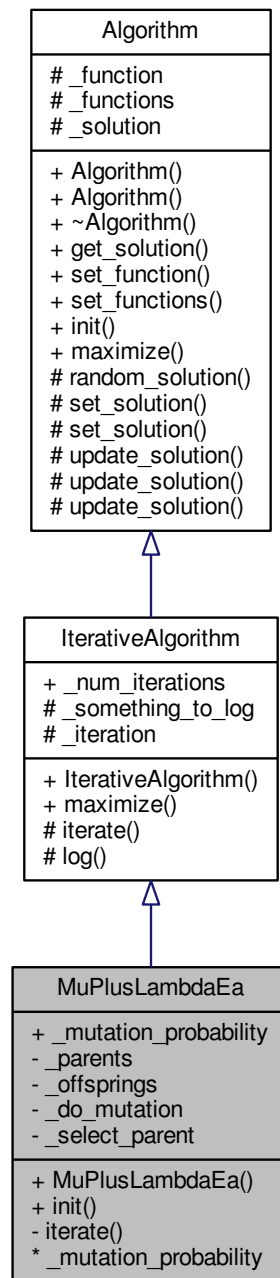 Algorithm
# _function
# _functions
# _solution
+ Algorithm()
+ Algorithm()
+ ~Algorithm()
+ get_solution()
+ set_function()
+ set_functions()
+ init()
+ maximize()
# random_solution()
# set_solution()
# set_solution()
# update_solution()
# update_solution()
# update_solution()
IterativeAlgorithm
+ _num_iterations
# _something_to_log
# _iteration
+ IterativeAlgorithm()
+ maximize()
# iterate()
# log()
MuPlusLambdaEa
+ _mutation_probability
- _parents
- _offsprings
- _do_mutation
- _select_parent
+ MuPlusLambdaEa()
+ init()
- iterate()
* _mutation_probability